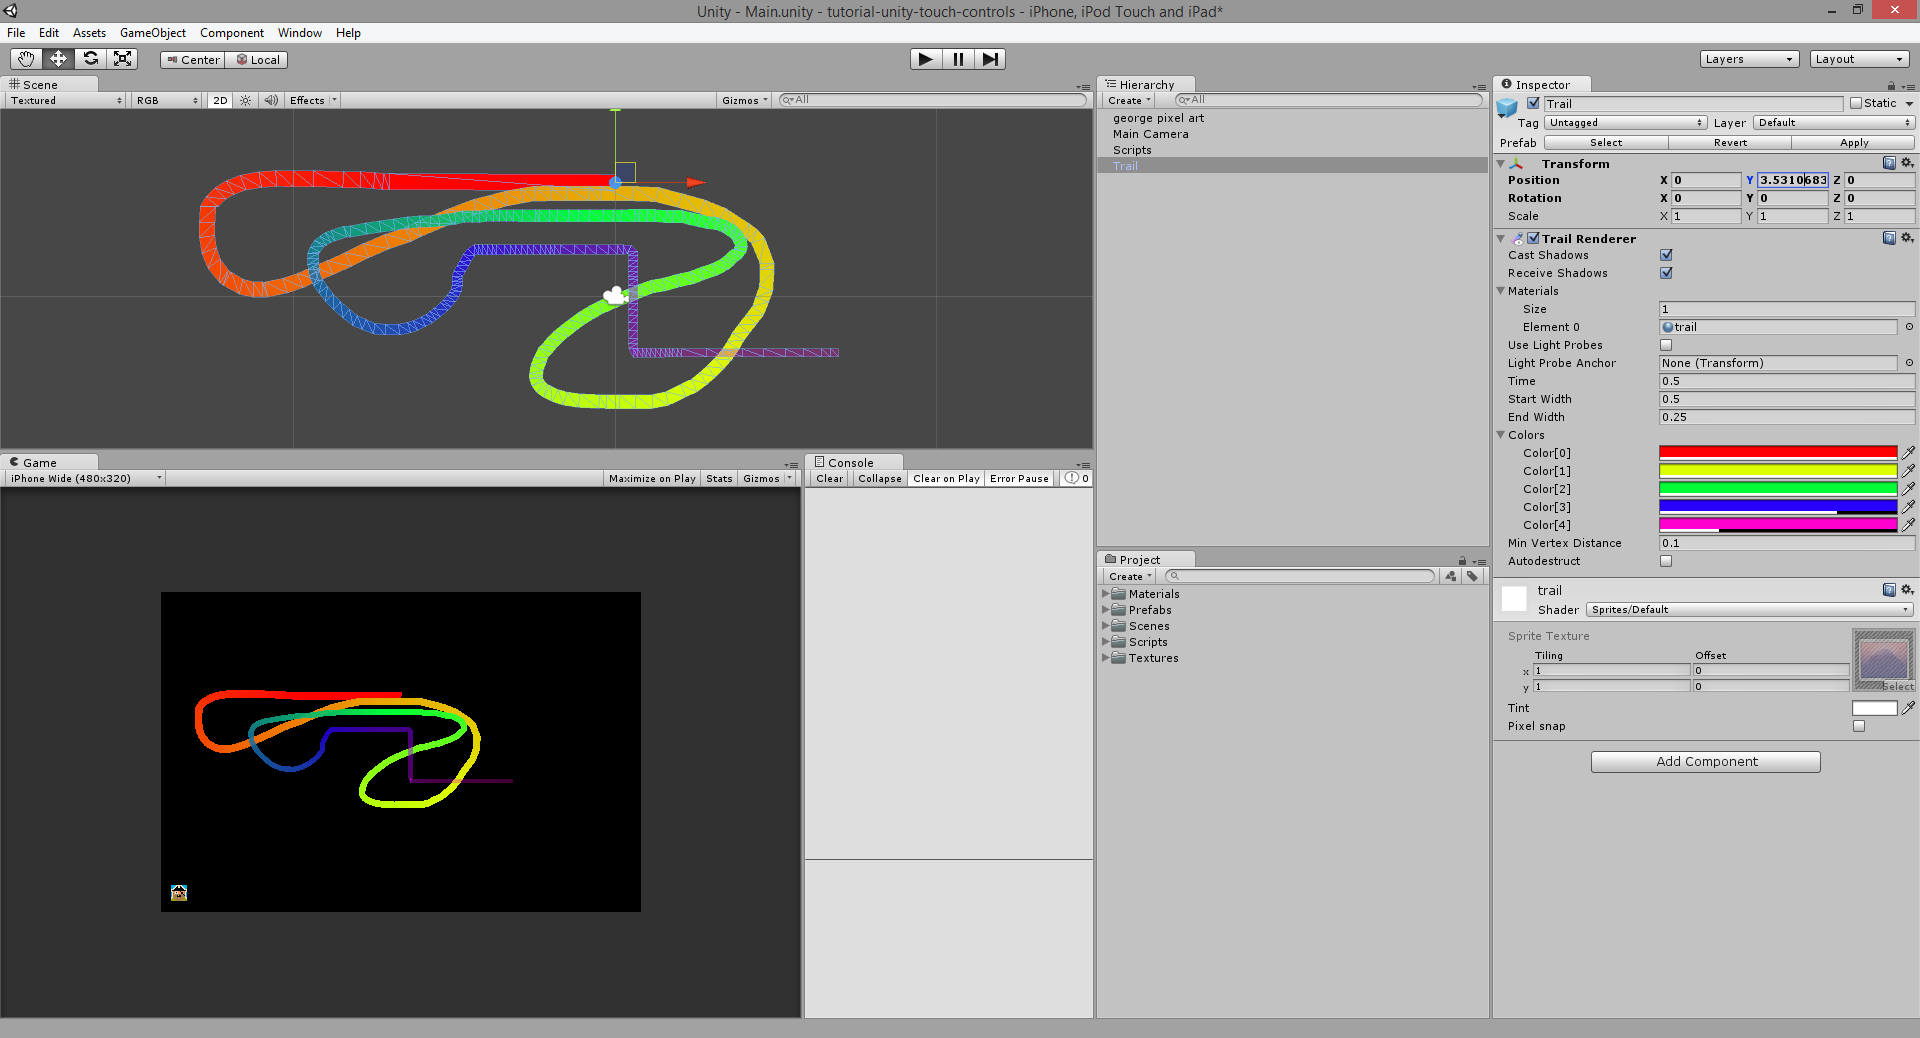 Unity - Main.unity - tutorial-unity-touch-controls - iPhone, iPod Touch and iPad*
File Edit Assets GameObject Component Window Help
Center Local Layers Layout
Scene
Textured RGB 2D Effects Gizmos All
Hierarchy
Create All
george pixel art
Main Camera
Scripts
Trail
Game
iPhone Wide (480x320) Maximize on Play Stats Gizmos
Console
Clear Collapse Clear on Play Error Pause 0
Project
Create
Materials
Prefabs
Scenes
Scripts
Textures
Inspector
Trail Static
Tag Untagged Layer Default
Prefab Select Revert Apply
Transform
Position X 0 Y 3.5310683 Z 0
Rotation X 0 Y 0 Z 0
Scale X 1 Y 1 Z 1
Trail Renderer
Cast Shadows
Receive Shadows
Materials
Size 1
Element 0 trail
Use Light Probes
Light Probe Anchor None (Transform)
Time 0.5
Start Width 0.5
End Width 0.25
Colors
Color[0]
Color[1]
Color[2]
Color[3]
Color[4]
Min Vertex Distance 0.1
Autodestruct
trail
Shader Sprites/Default
Sprite Texture
Tiling Offset
x 1 0
y 1 0
Select
Tint
Pixel snap
Add Component